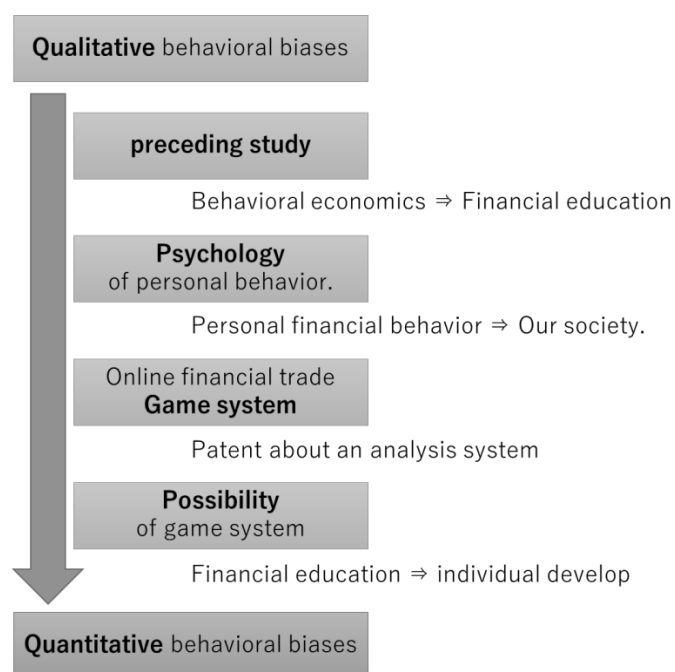 Qualitative behavioral biases
preceding study
Behavioral economics ⇒ Financial education
Psychology
of personal behavior.
Personal financial behavior ⇒ Our society.
Online financial trade
Game system
Patent about an analysis system
Possibility
of game system
Financial education ⇒ individual develop
Quantitative behavioral biases